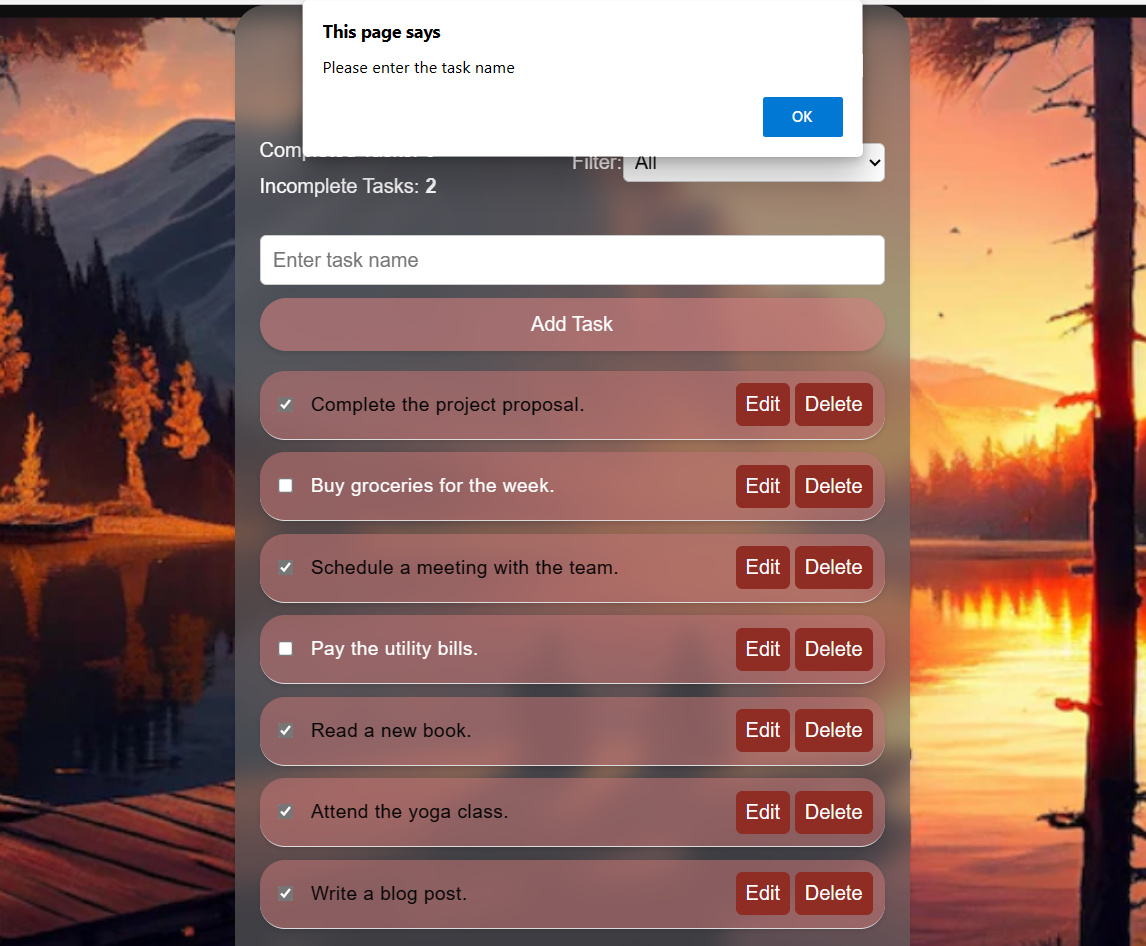 This page says
Please enter the task name
OK
Completed Tasks:
Filter: All
Incomplete Tasks: 2
Enter task name
Add Task
Complete the project proposal. Edit Delete
Buy groceries for the week. Edit Delete
Schedule a meeting with the team. Edit Delete
Pay the utility bills. Edit Delete
Read a new book. Edit Delete
Attend the yoga class. Edit Delete
Write a blog post. Edit Delete